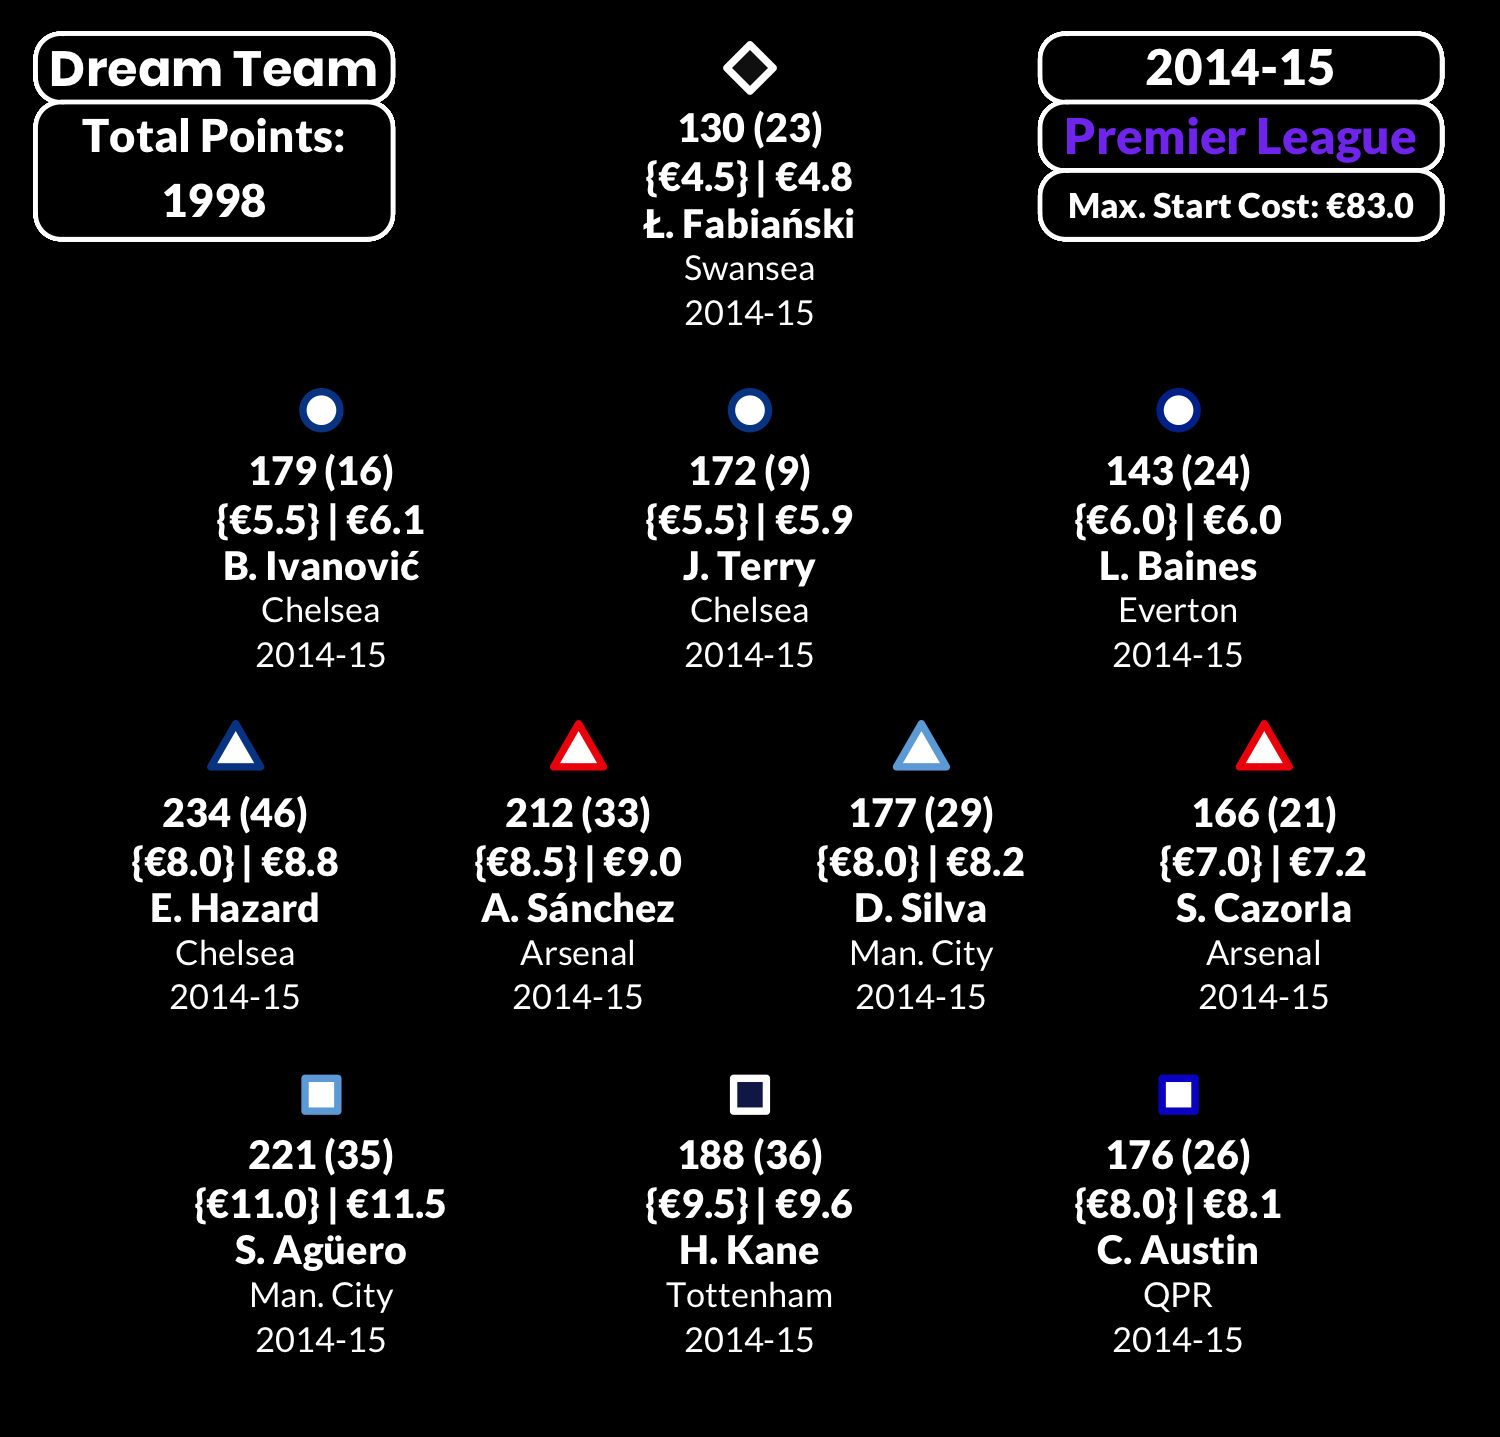 Dream Team
Total Points:
1998
2014-15
Premier League
Max. Start Cost: €83.0
130 (23)
{€4.5} | €4.8
Ł. Fabiański
Swansea
2014-15
179 (16)
{€5.5} | €6.1
B. Ivanović
Chelsea
2014-15
172 (9)
{€5.5} | €5.9
J. Terry
Chelsea
2014-15
143 (24)
{€6.0} | €6.0
L. Baines
Everton
2014-15
234 (46)
{€8.0} | €8.8
E. Hazard
Chelsea
2014-15
212 (33)
{€8.5} | €9.0
A. Sánchez
Arsenal
2014-15
177 (29)
{€8.0} | €8.2
D. Silva
Man. City
2014-15
166 (21)
{€7.0} | €7.2
S. Cazorla
Arsenal
2014-15
221 (35)
{€11.0} | €11.5
S. Agüero
Man. City
2014-15
188 (36)
{€9.5} | €9.6
H. Kane
Tottenham
2014-15
176 (26)
{€8.0} | €8.1
C. Austin
QPR
2014-15